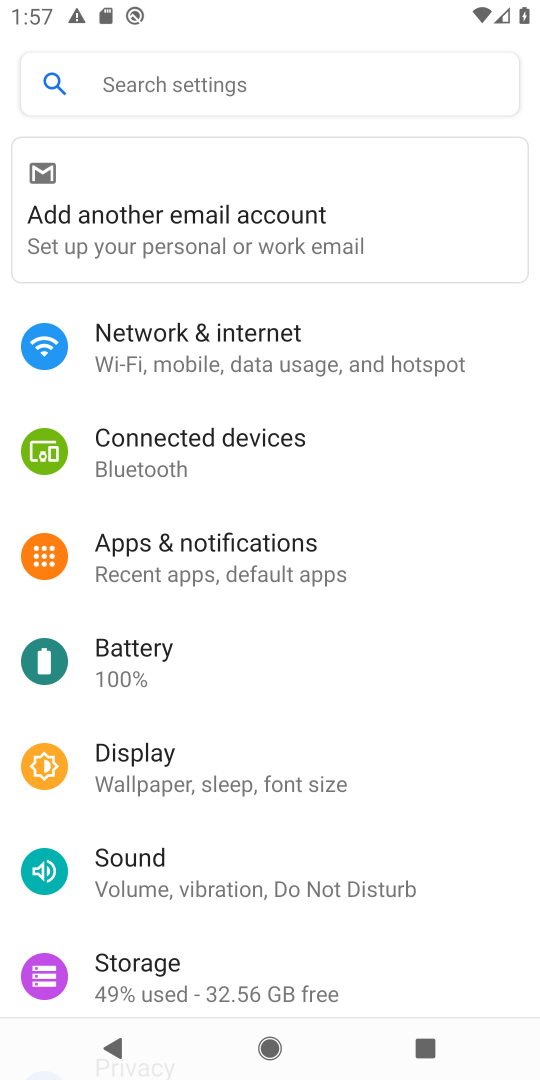 1:57
Search settings
Add another email account
Set up your personal or work email
Network & internet
Wi-Fi, mobile, data usage, and hotspot
Connected devices
Bluetooth
Apps & notifications
Recent apps, default apps
Battery
100%
Display
Wallpaper, sleep, font size
Sound
Volume, vibration, Do Not Disturb
Storage
49% used - 32.56 GB free
Privacy